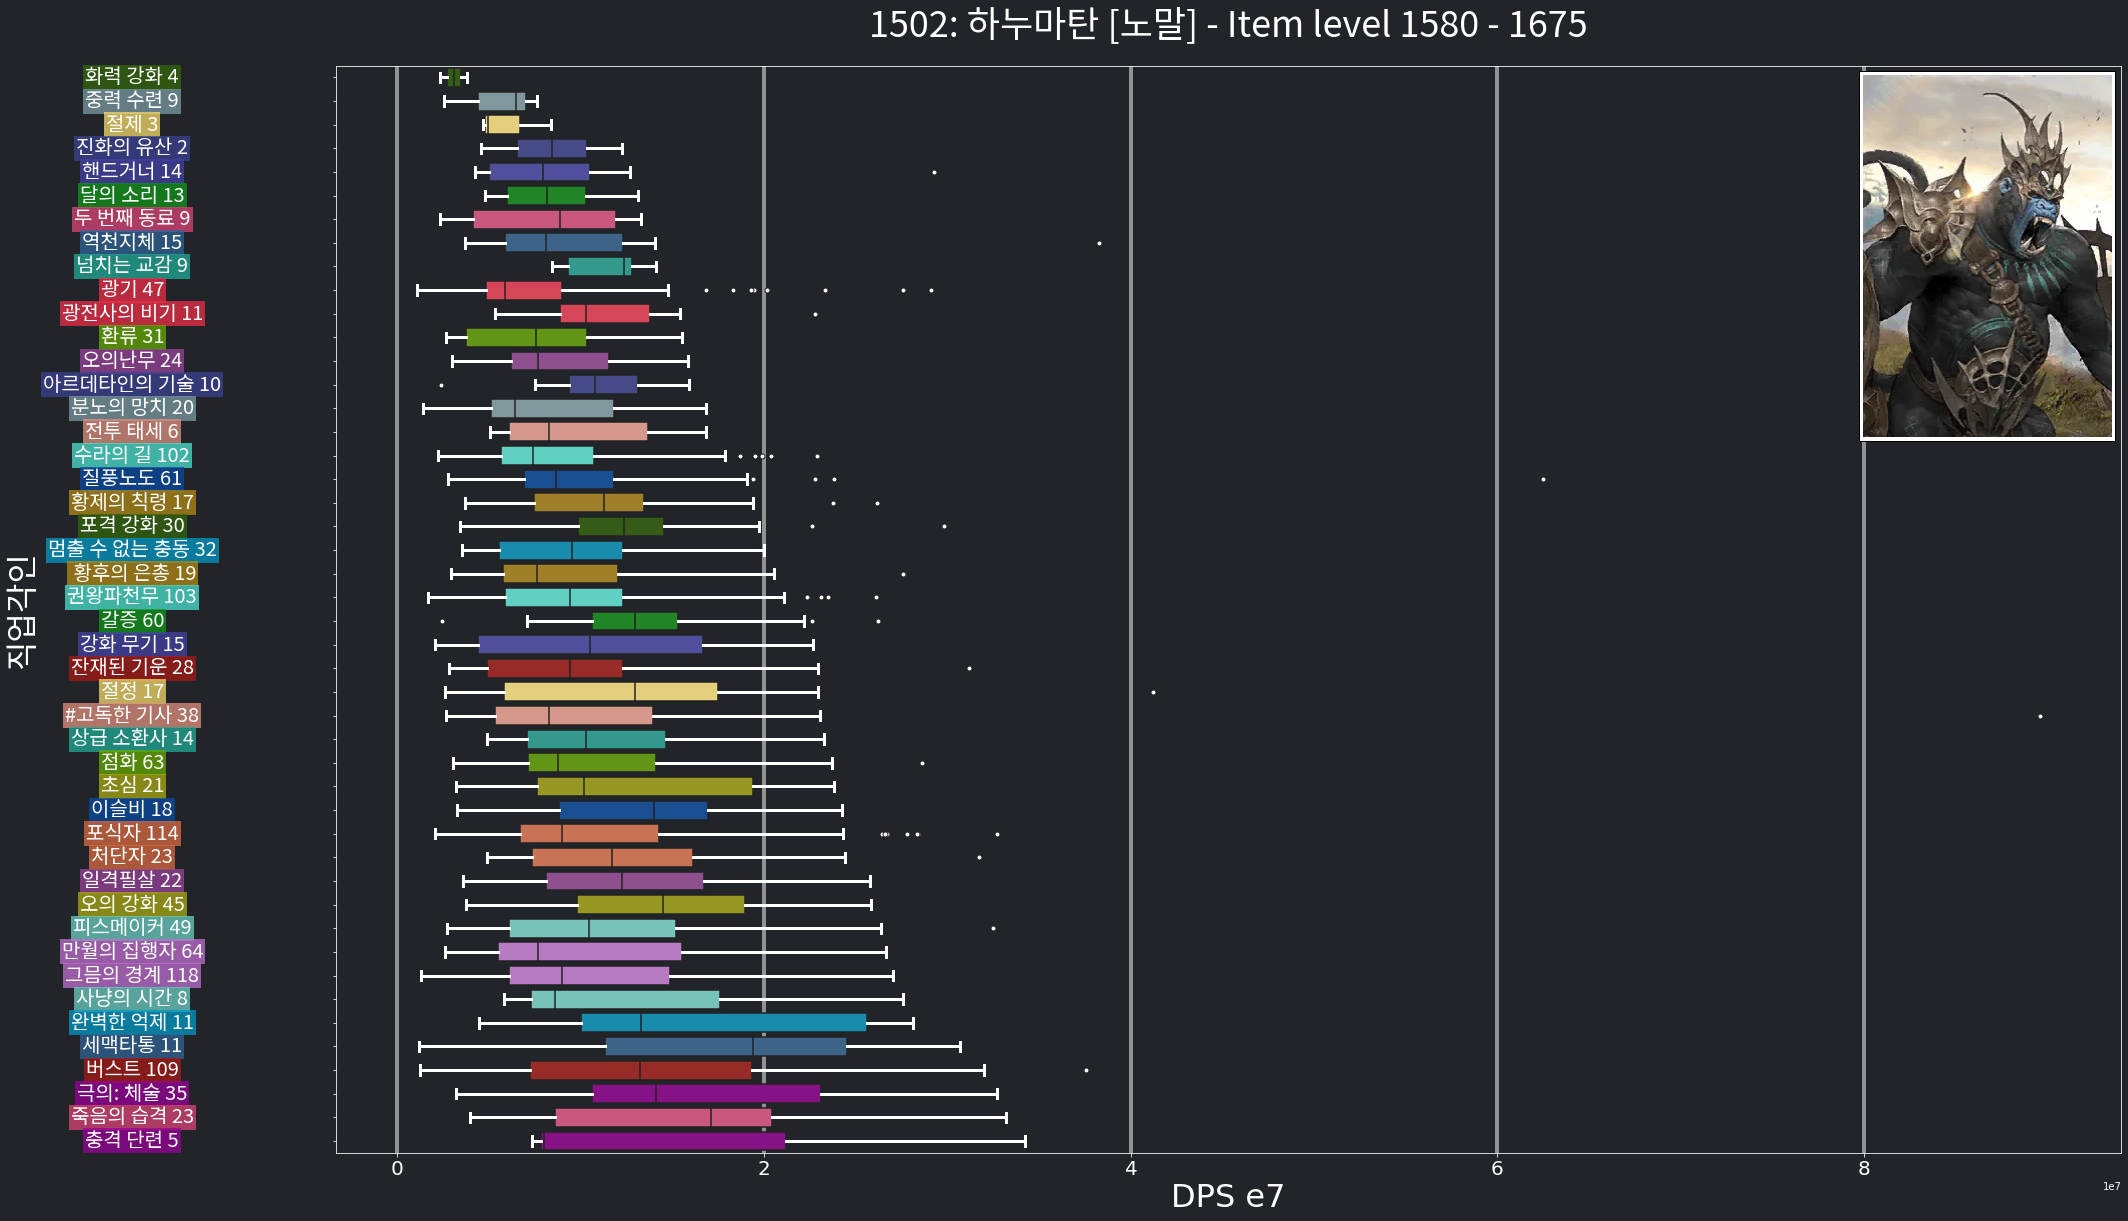 1502: 하누마탄 [노말] - Item level 1580 - 1675
화력 강화 4
중력 수련 9
절제 3
진화의 유산 2
핸드거너 14
달의 소리 13
두 번째 동료 9
역천지체 15
넘치는 교감 9
광기 47
광전사의 비기 11
환류 31
오의난무 24
아르데타인의 기술 10
분노의 망치 20
전투 태세 6
수라의 길 102
질풍노도 61
황제의 칙령 17
포격 강화 30
멈출 수 없는 충동 32
황후의 은총 19
권왕파천무 103
갈증 60
강화 무기 15
잔재된 기운 28
절정 17
#고독한 기사 38
상급 소환사 14
점화 63
초심 21
이슬비 18
포식자 114
처단자 23
일격필살 22
오의 강화 45
피스메이커 49
만월의 집행자 64
그믐의 경계 118
사냥의 시간 8
완벽한 억제 11
세맥타통 11
버스트 109
극의: 체술 35
죽음의 습격 23
충격 단련 5
직업각인
0 2 4 6 8
DPS e7
1e7